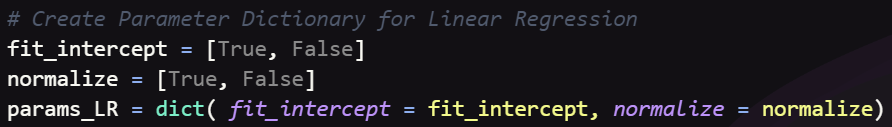 # Create Parameter Dictionary for Linear Regression
fit_intercept = [True, False]
normalize = [True, False]
params_LR = dict( fit_intercept = fit_intercept, normalize = normalize)